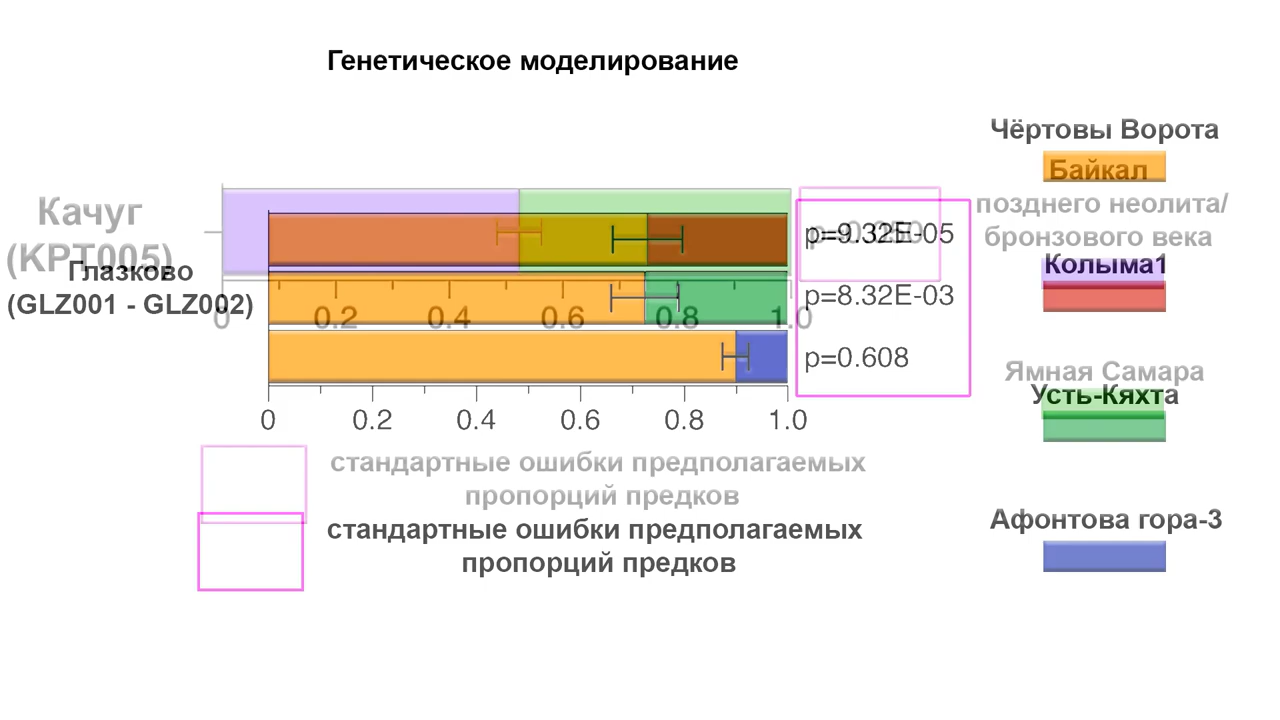 Генетическое моделирование
Чёртовы Ворота
Байкал
позднего неолита/
бронзового века
Колыма1
Ямная Самара
Усть-Кяхта
Афонтова гора-3
Качуг
(KPT005)
Глазково
(GLZ001 - GLZ002)
p=9.32E-05
p=8.32E-03
p=0.608
0 0.2 0.4 0.6 0.8 1.0
0 0.2 0.4 0.6 0.8 1.0
стандартные ошибки предполагаемых
пропорций предков
стандартные ошибки предполагаемых
пропорций предков